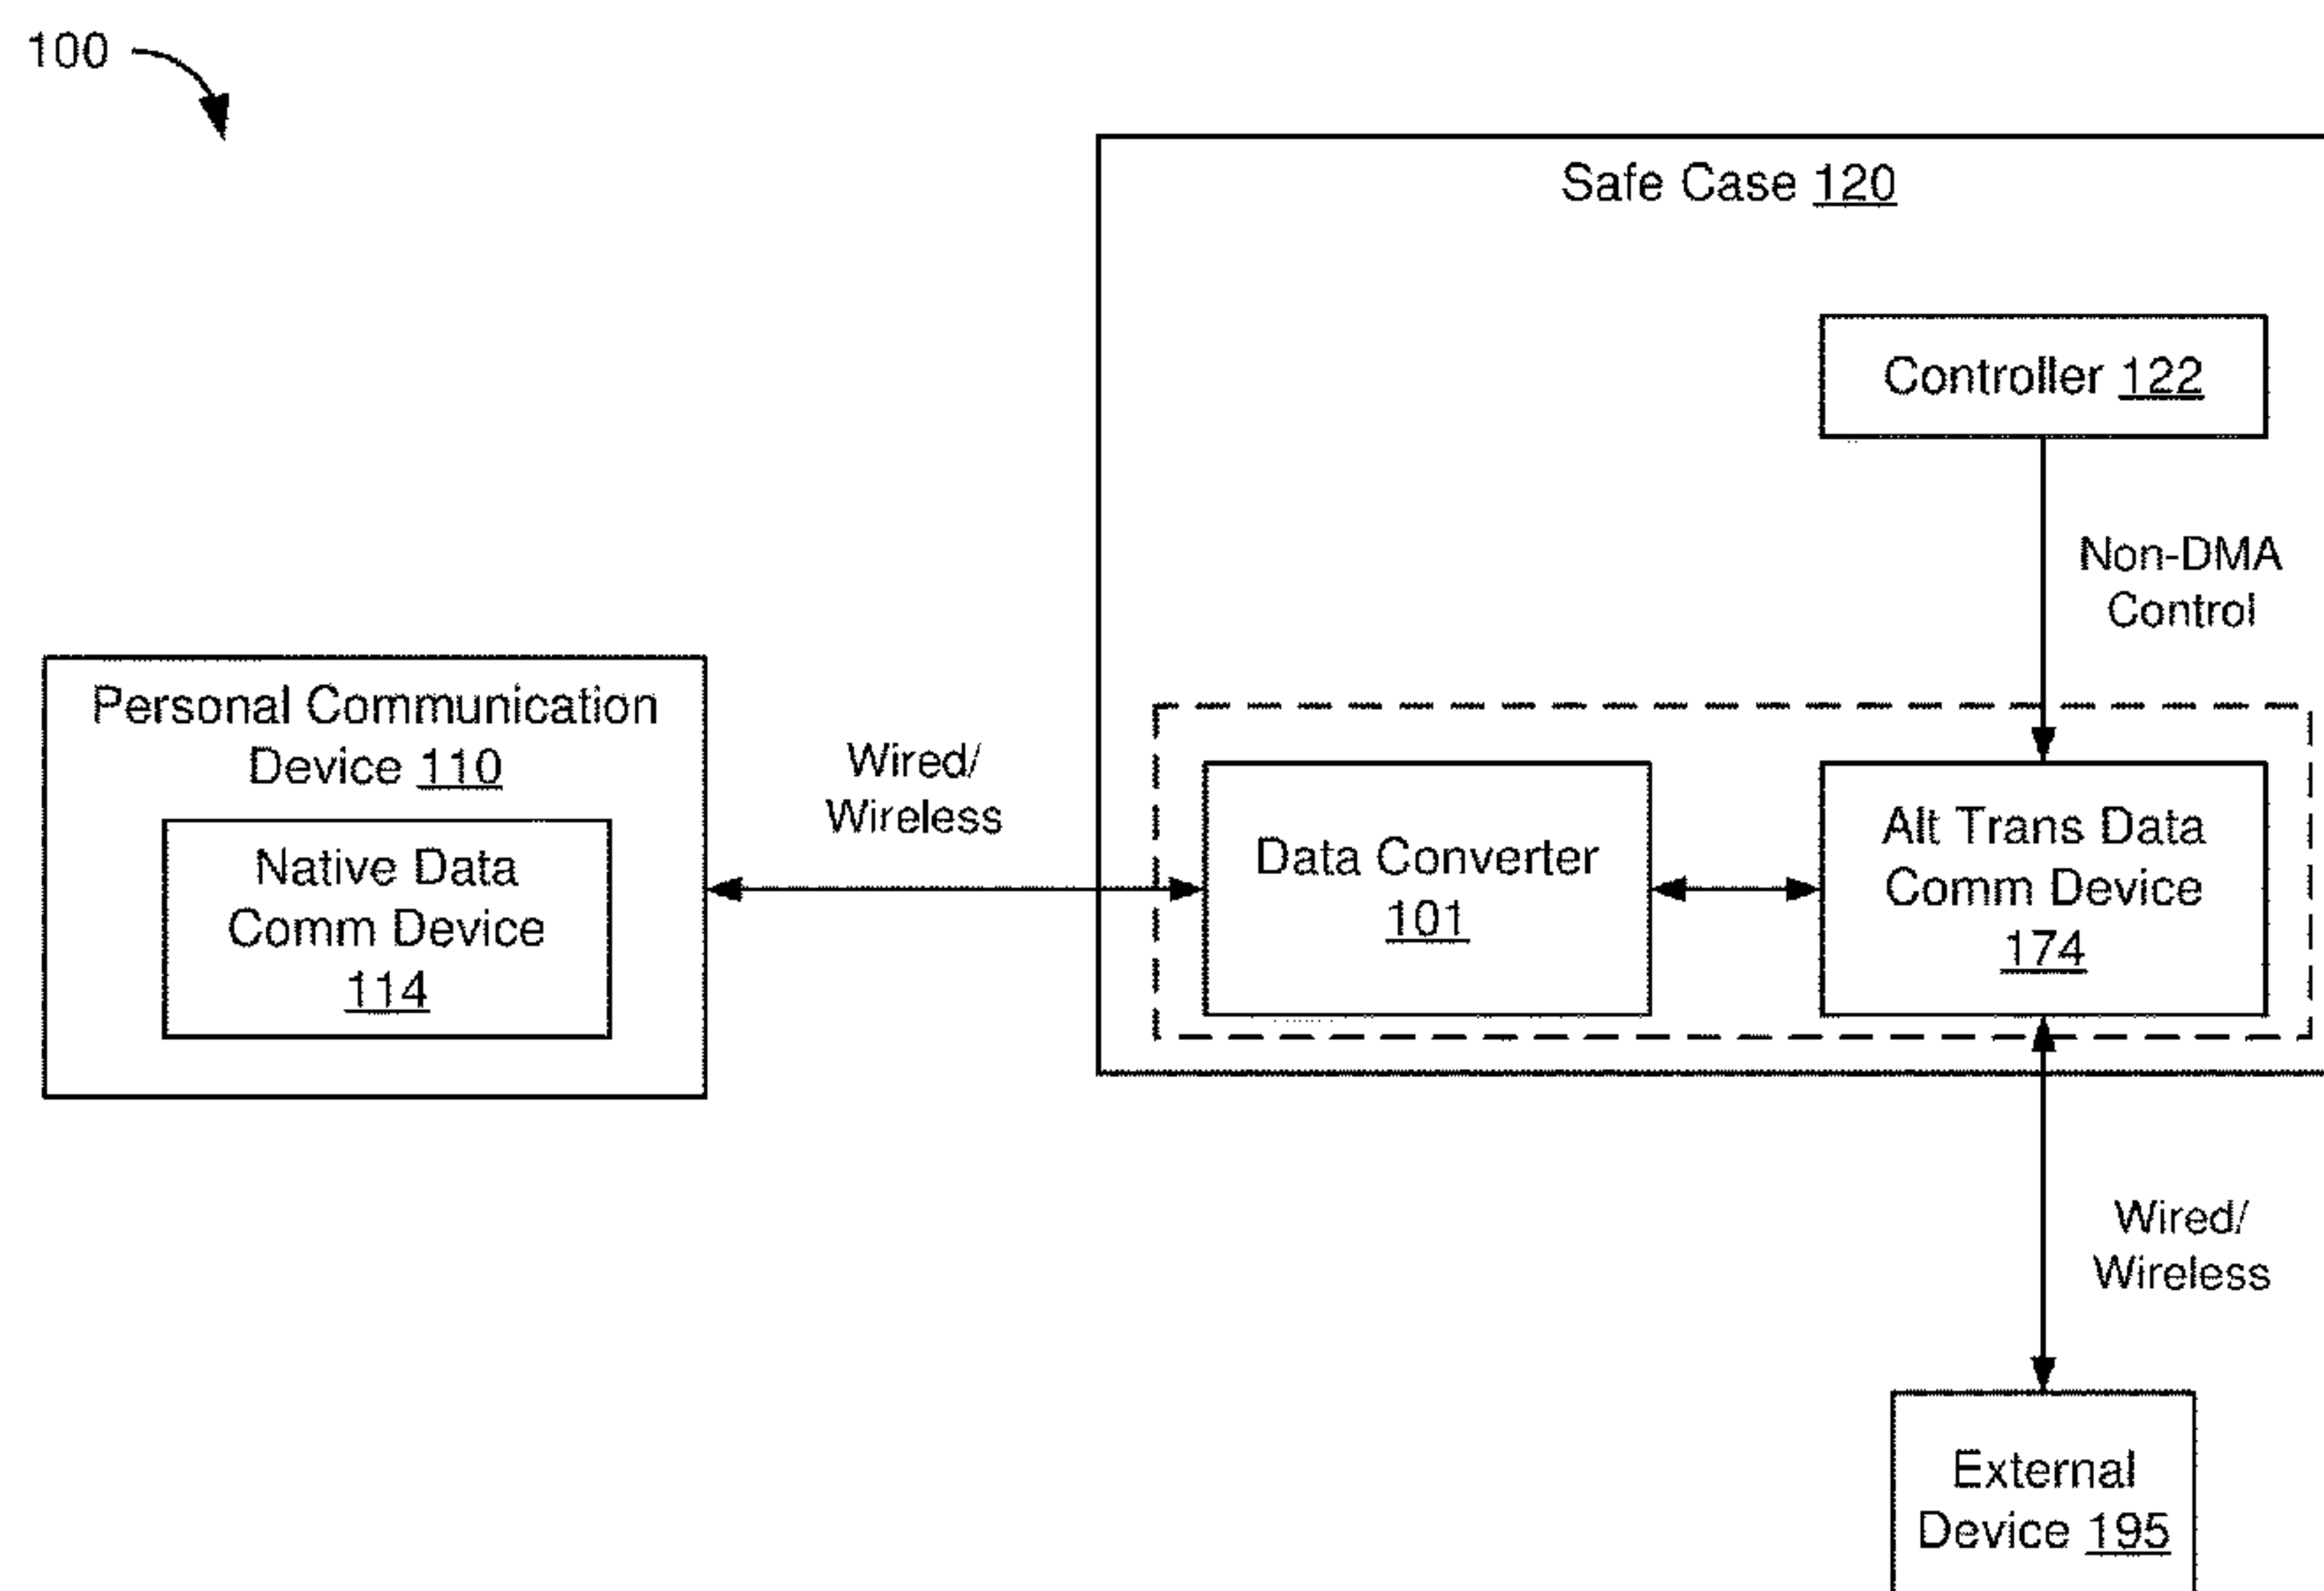 100
Safe Case 120
Controller 122
Non-DMA
Control
Personal Communication
Device 110
Native Data
Comm Device
114
Wired/
Wireless
Data Converter
101
Alt Trans Data
Comm Device
174
Wired/
Wireless
External
Device 195